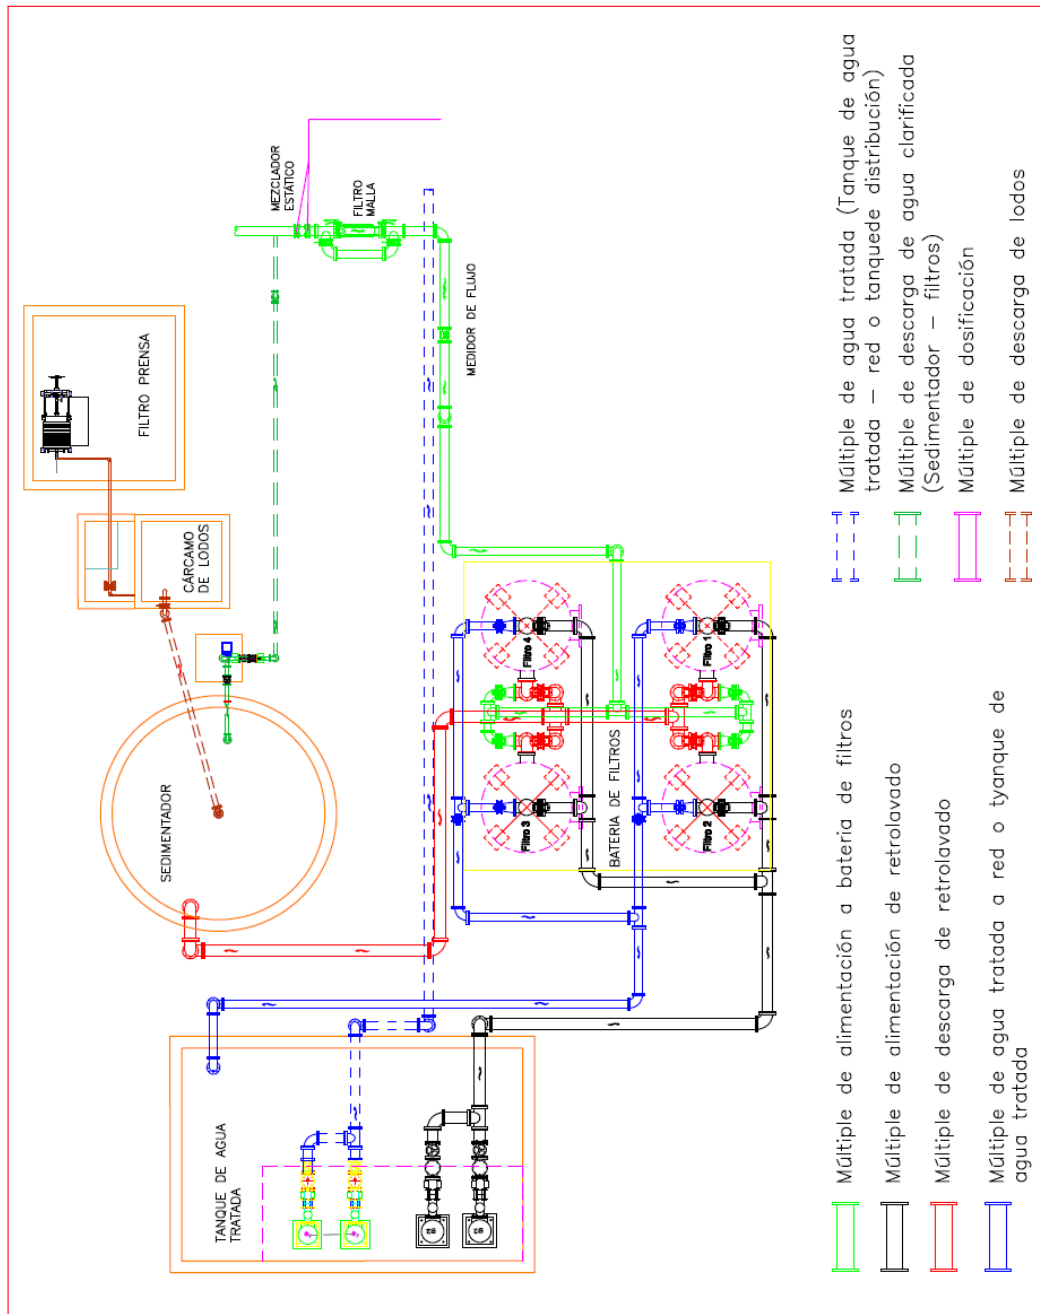 MEZCLADOR
ESTÁTICO
FILTRO
MALLA
MEDIDOR DE FLUJO
FILTRO PRENSA
CÁRCAMO
DE LODOS
SEDIMENTADOR
Filtro 4
Filtro 1
Filtro 3
Filtro 2
BATERIA DE FILTROS
TANQUE DE AGUA
TRATADA
Múltiple de alimentación a batería de filtros
Múltiple de alimentación de retrolavado
Múltiple de descarga de retrolavado
Múltiple de agua tratada a red o tyanque de
agua tratada
Múltiple de agua tratada (Tanque de agua
tratada – red o tanquede distribución)
Múltiple de descarga de agua clarificada
(Sedimentador – filtros)
Múltiple de dosificación
Múltiple de descarga de lodos